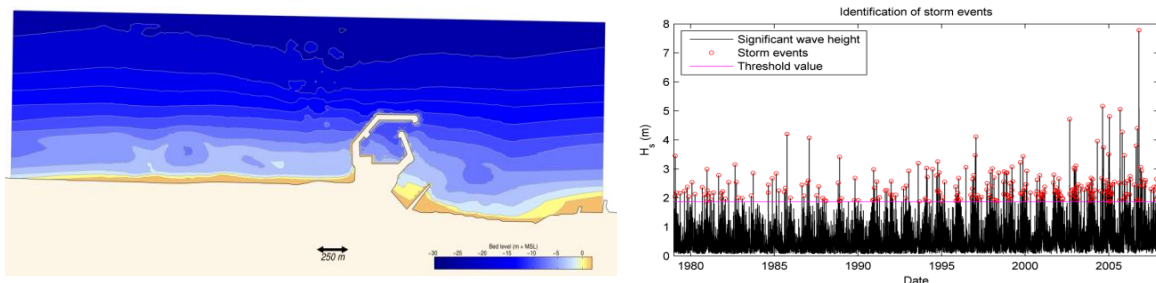 250 m
Bed level (m + MSL)
−30 −25 −20 −15 −10 −5 0
Identification of storm events
Significant wave height
Storm events
Threshold value
8
7
6
5
4
3
2
1
0
H_s (m)
1980 1985 1990 1995 2000 2005
Date